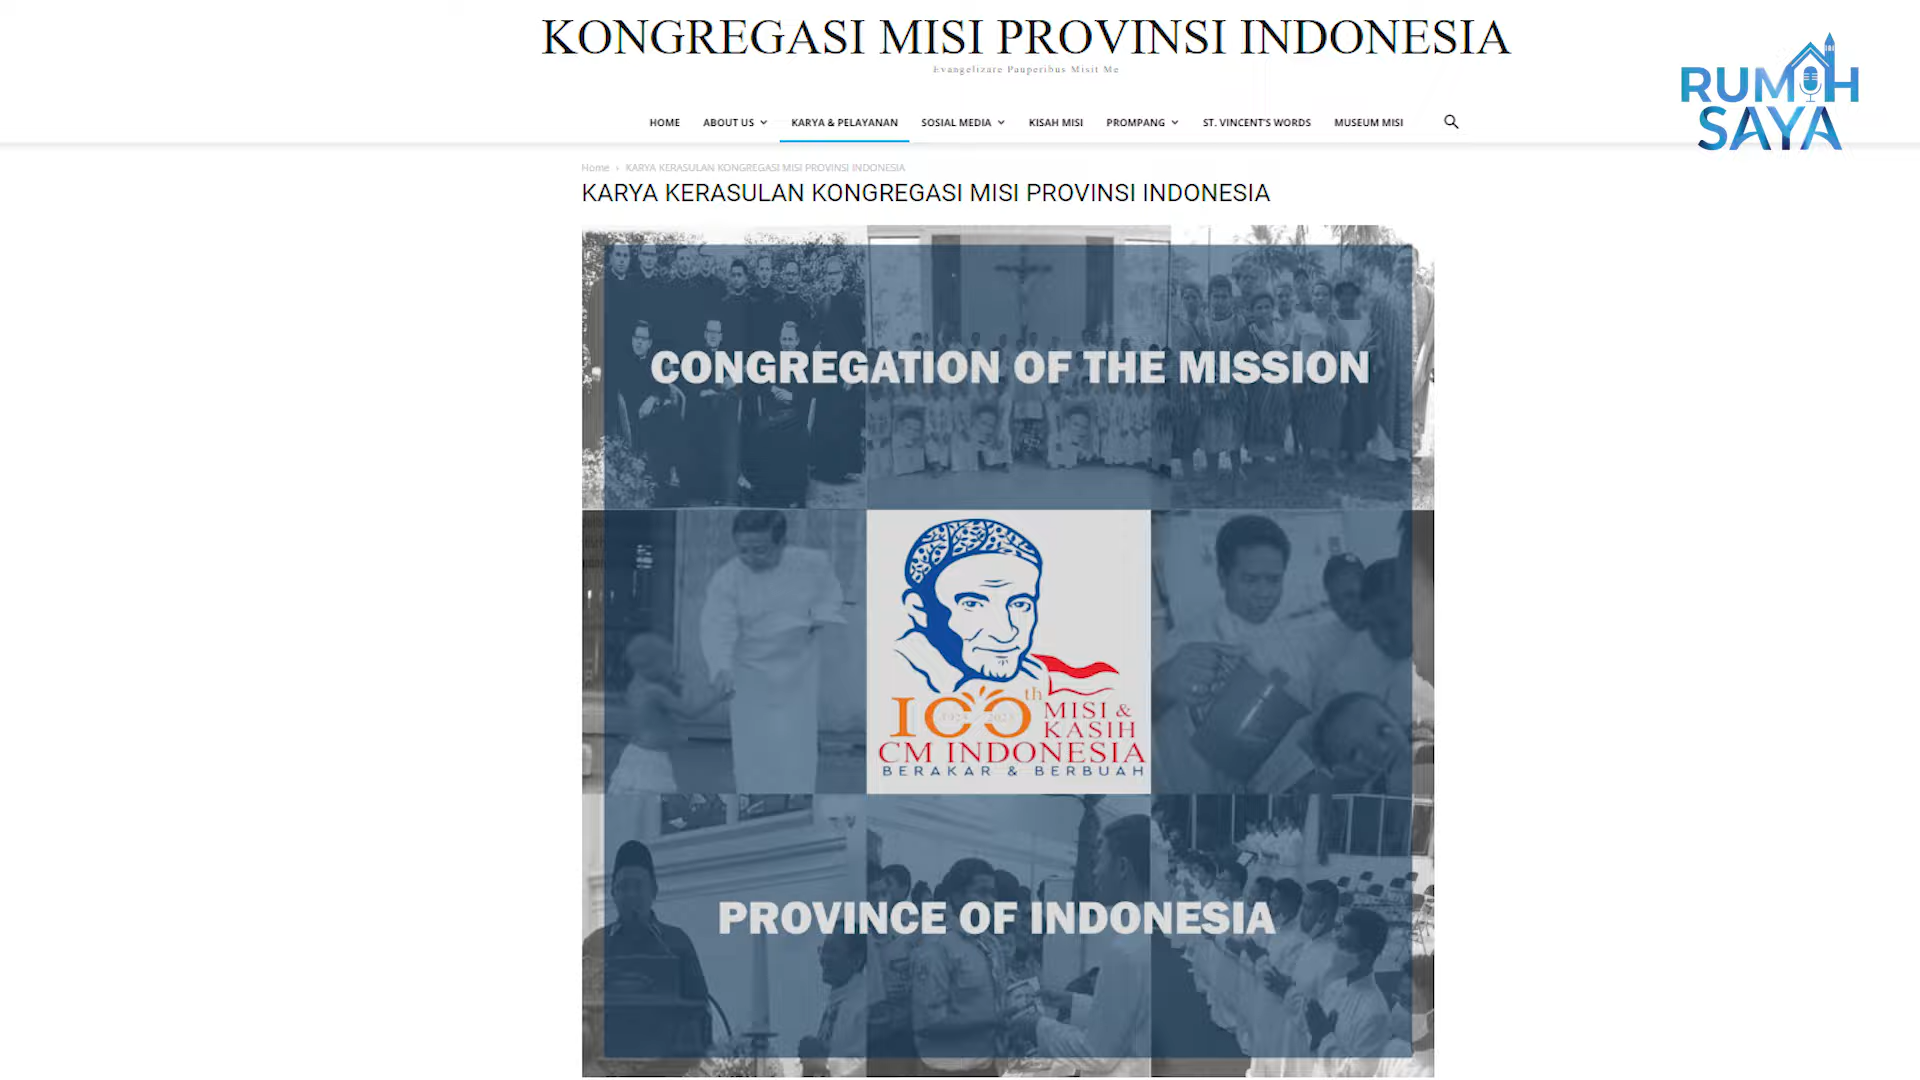 KONGREGASI MISI PROVINSI INDONESIA
Evangelizare Pauperibus Misit Me
RUMAH
SAYA
HOME ABOUT US KARYA & PELAYANAN SOSIAL MEDIA KISAH MISI PROMPANG ST. VINCENT'S WORDS MUSEUM MISI
Home › KARYA KERASULAN KONGREGASI MISI PROVINSI INDONESIA
KARYA KERASULAN KONGREGASI MISI PROVINSI INDONESIA
CONGREGATION OF THE MISSION
100th
1923 2023
MISI &
KASIH
CM INDONESIA
BERAKAR & BERBUAH
PROVINCE OF INDONESIA